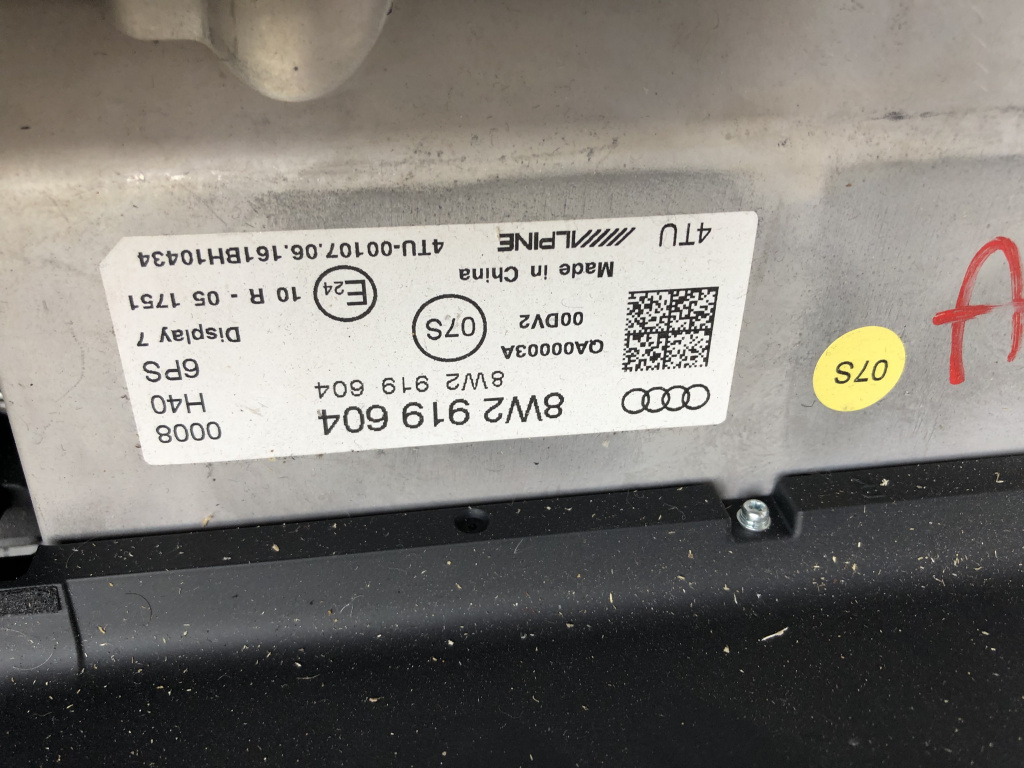 8W2 919 604
8W2 919 604
QA00003A
00DV2
07S
Made in China
4TU
ALPINE
4TU-00107.06.161BH10434
0008
H40
6PS
Display 7
E24
10 R - 05 1751
07S
A